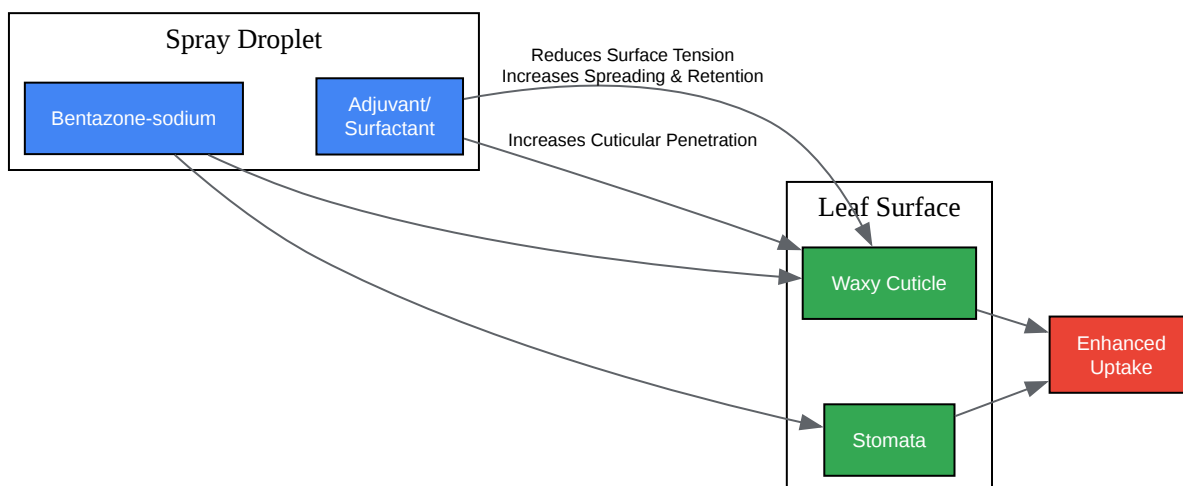 Spray Droplet
Bentazone-sodium
Adjuvant/
Surfactant
Reduces Surface Tension
Increases Spreading & Retention
Increases Cuticular Penetration
Leaf Surface
Waxy Cuticle
Stomata
Enhanced
Uptake